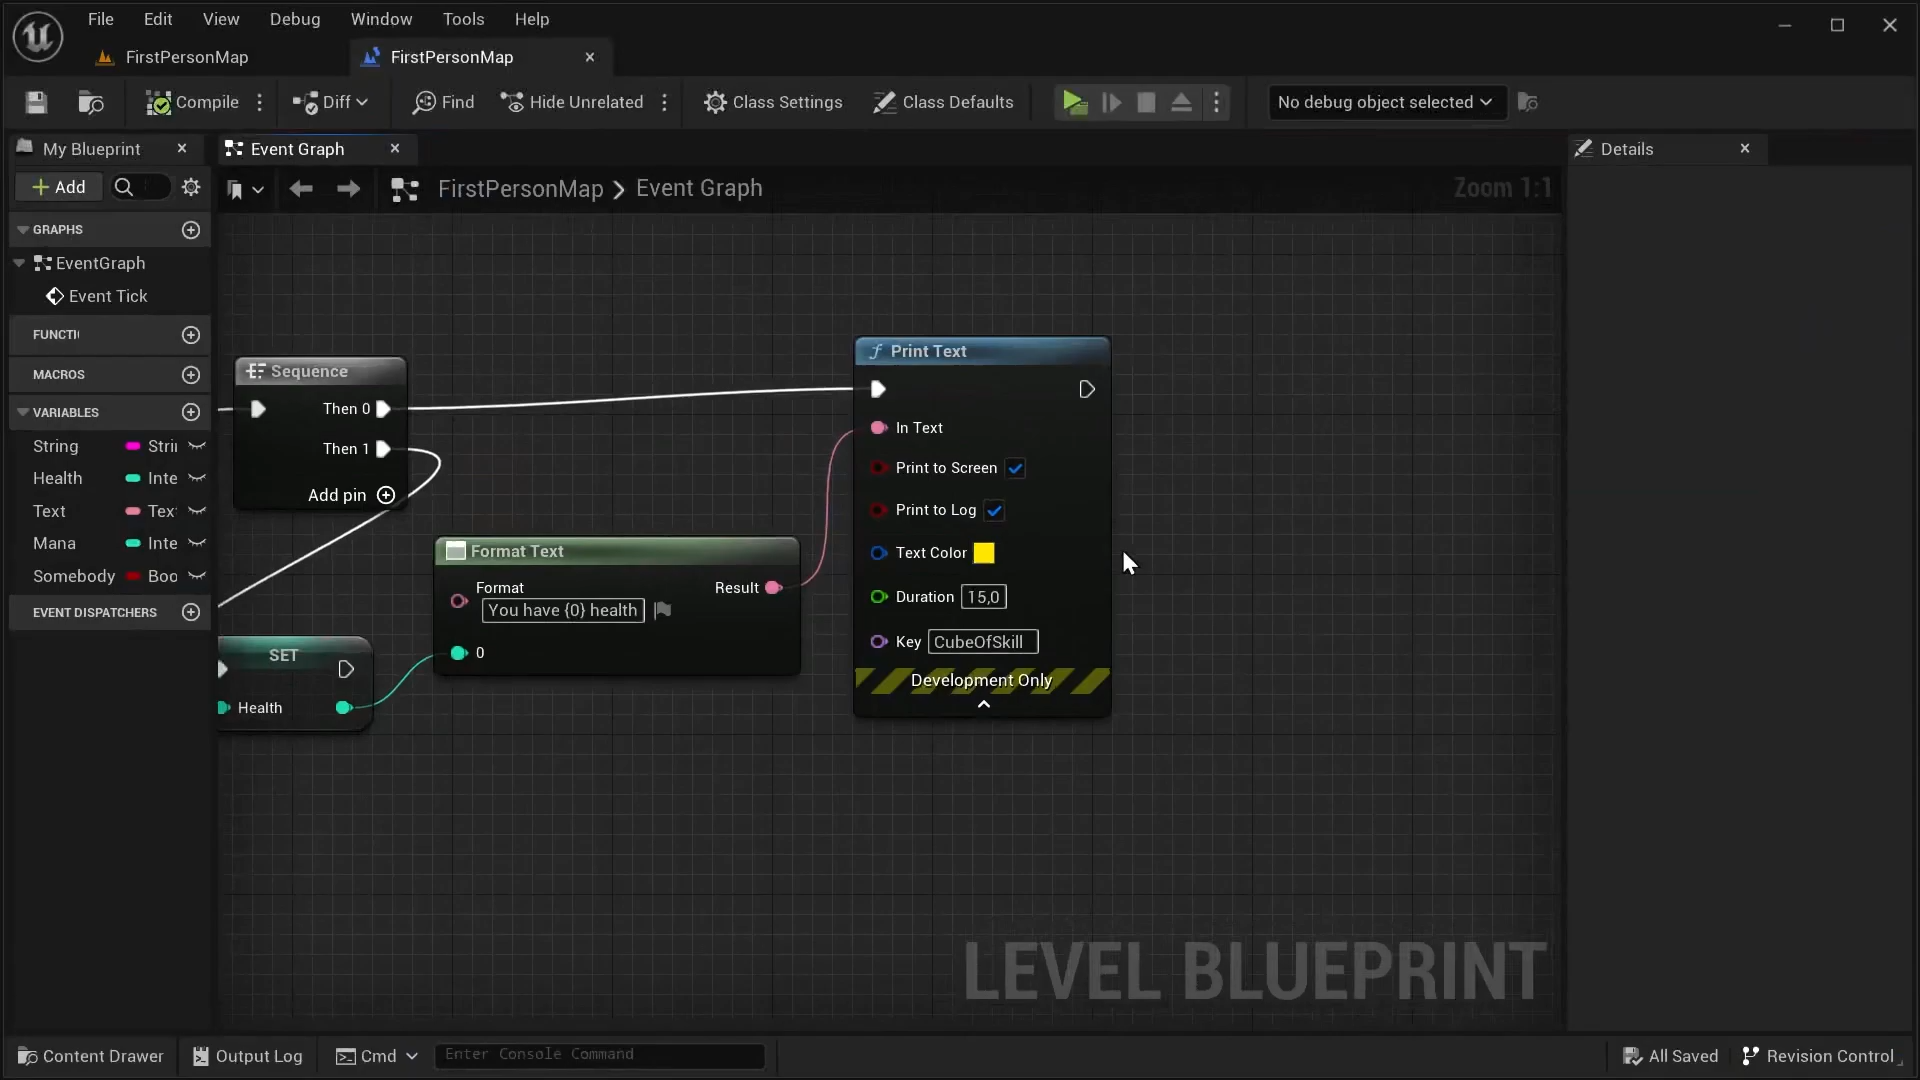 File Edit View Debug Window Tools Help
FirstPersonMap
FirstPersonMap
Compile
Diff
Find
Hide Unrelated
Class Settings
Class Defaults
No debug object selected
My Blueprint
Event Graph
Details
Add
FirstPersonMap > Event Graph
Zoom 1:1
GRAPHS
EventGraph
Event Tick
FUNCTI
MACROS
VARIABLES
String Stri
Health Inte
Text Tex
Mana Inte
Somebody Boo
EVENT DISPATCHERS
Sequence
Then 0
Then 1
Add pin
SET
Health
Format Text
Format
You have {0} health
Result
0
Print Text
In Text
Print to Screen
Print to Log
Text Color
Duration 15,0
Key CubeOfSkill
Development Only
LEVEL BLUEPRINT
Content Drawer
Output Log
Cmd
Enter Console Command
All Saved
Revision Control